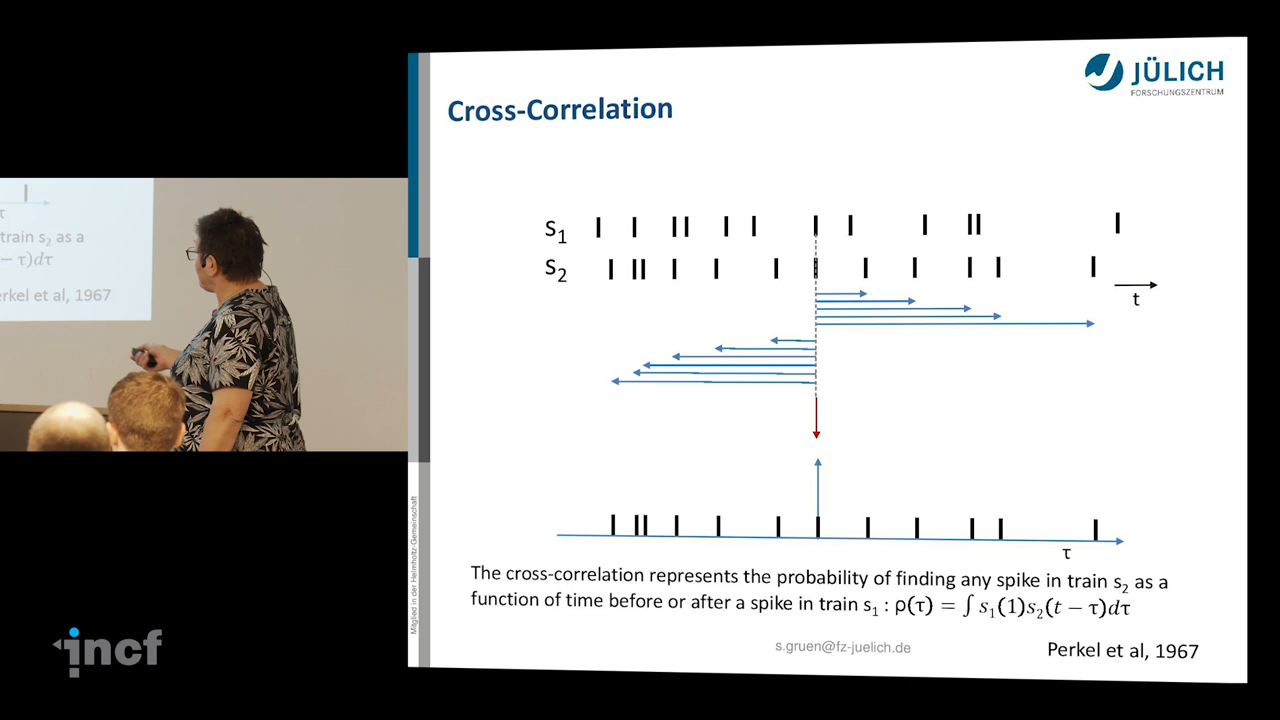 JÜLICH
FORSCHUNGSZENTRUM
Cross-Correlation
s₁
s₂
t
τ
The cross-correlation represents the probability of finding any spike in train s₂ as a
function of time before or after a spike in train s₁ : ρ(τ) = ∫ s₁(1)s₂(t − τ)dτ
s.gruen@fz-juelich.de
Perkel et al, 1967
Mitglied in der Helmholtz-Gemeinschaft
τ
train s₂ as a
− τ)dτ
erkel et al, 1967
incf